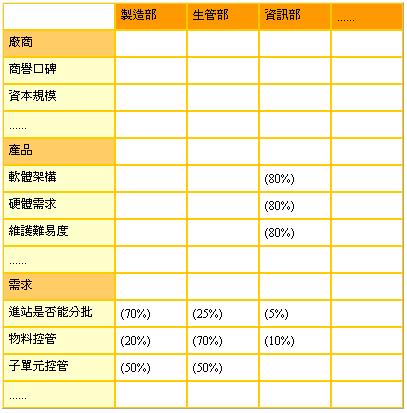 製造部 生管部 資訊部 ......
廠商
商譽口碑
資本規模
......
產品
軟體架構 (80%)
硬體需求 (80%)
維護難易度 (80%)
......
需求
進站是否能分批 (70%) (25%) (5%)
物料控管 (20%) (70%) (10%)
子單元控管 (50%) (50%)
......